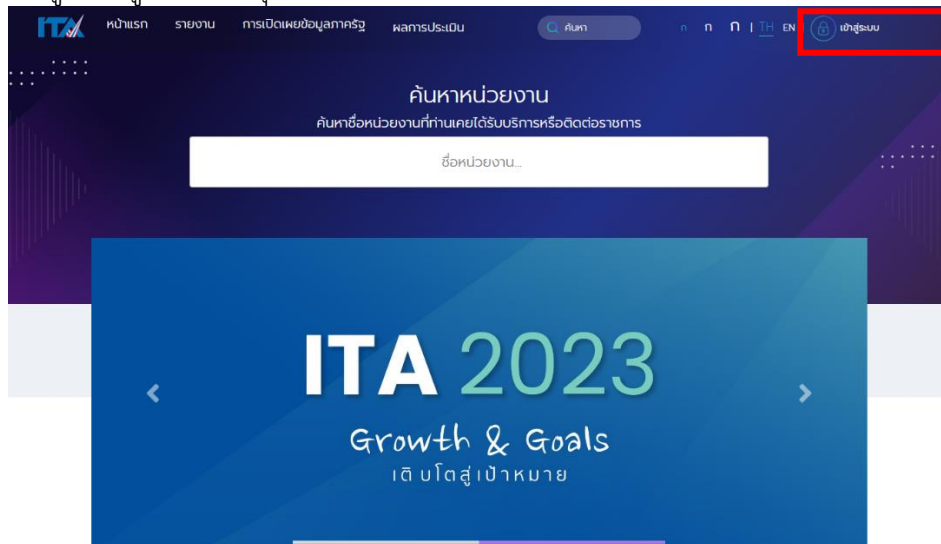 ITA หน้าแรก รายงาน การเปิดเผยข้อมูลภาครัฐ ผลการประเมิน ค้นหา ก ก ก | TH EN เข้าสู่ระบบ
ค้นหาหน่วยงาน
ค้นหาชื่อหน่วยงานที่ท่านเคยได้รับบริการหรือติดต่อราชการ
ชื่อหน่วยงาน...
ITA 2023
Growth & Goals
เติบโตสู่เป้าหมาย